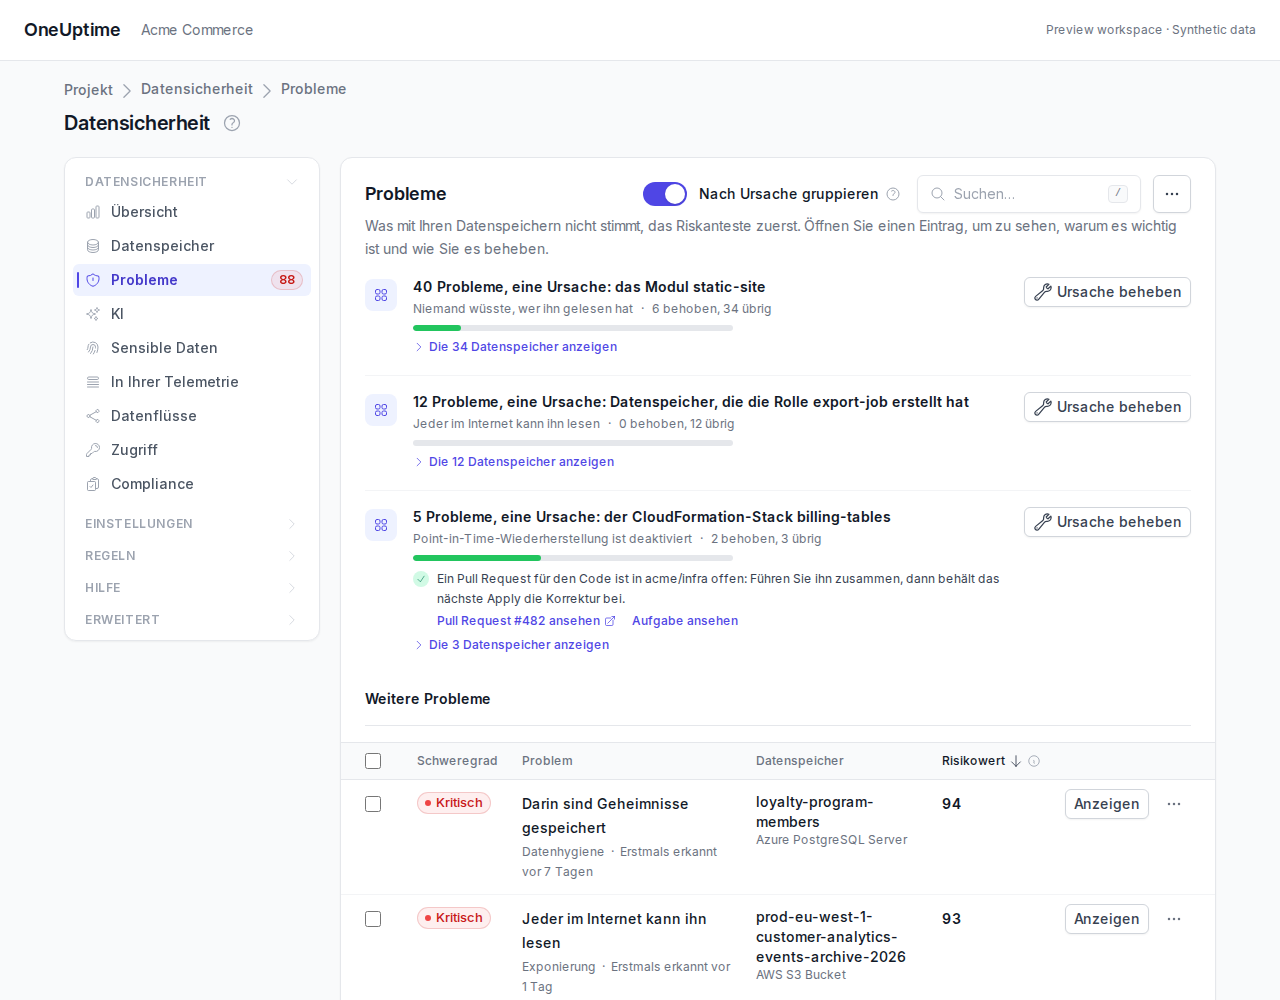 OneUptime
Acme Commerce
Preview workspace · Synthetic data
Projekt
Datensicherheit
Probleme
Datensicherheit
DATENSICHERHEIT
Übersicht
Datenspeicher
Probleme
88
KI
Sensible Daten
In Ihrer Telemetrie
Datenflüsse
Zugriff
Compliance
EINSTELLUNGEN
REGELN
HILFE
ERWEITERT
Probleme
Nach Ursache gruppieren
Suchen...
/
Was mit Ihren Datenspeichern nicht stimmt, das Riskanteste zuerst. Öffnen Sie einen Eintrag, um zu sehen, warum es wichtig
ist und wie Sie es beheben.
40 Probleme, eine Ursache: das Modul static-site
Ursache beheben
Niemand wüsste, wer ihn gelesen hat · 6 behoben, 34 übrig
Die 34 Datenspeicher anzeigen
12 Probleme, eine Ursache: Datenspeicher, die die Rolle export-job erstellt hat
Ursache beheben
Jeder im Internet kann ihn lesen · 0 behoben, 12 übrig
Die 12 Datenspeicher anzeigen
5 Probleme, eine Ursache: der CloudFormation-Stack billing-tables
Ursache beheben
Point-in-Time-Wiederherstellung ist deaktiviert · 2 behoben, 3 übrig
Ein Pull Request für den Code ist in acme/infra offen: Führen Sie ihn zusammen, dann behält das
nächste Apply die Korrektur bei.
Pull Request #482 ansehen
Aufgabe ansehen
Die 3 Datenspeicher anzeigen
Weitere Probleme
Schweregrad
Problem
Datenspeicher
Risikowert
Kritisch
Darin sind Geheimnisse
gespeichert
Datenhygiene · Erstmals erkannt
vor 7 Tagen
loyalty-program-
members
Azure PostgreSQL Server
94
Anzeigen
Kritisch
Jeder im Internet kann ihn
lesen
Exponierung · Erstmals erkannt vor
1 Tag
prod-eu-west-1-
customer-analytics-
events-archive-2026
AWS S3 Bucket
93
Anzeigen